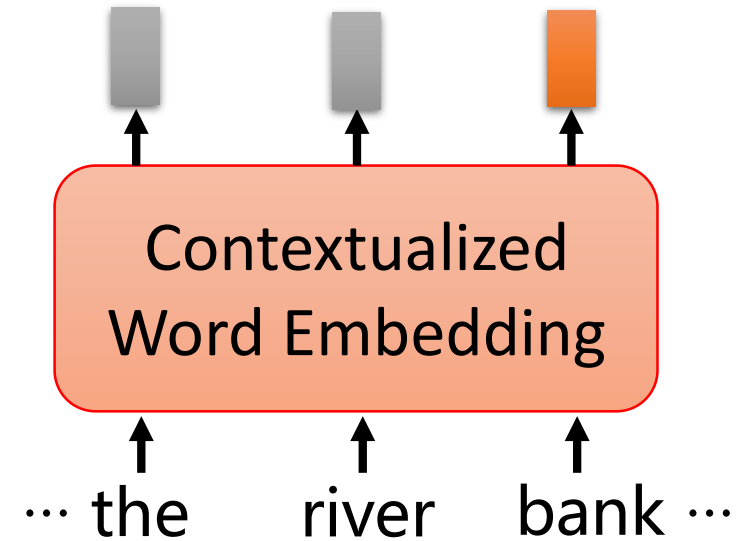 Contextualized
Word Embedding
… the river bank …